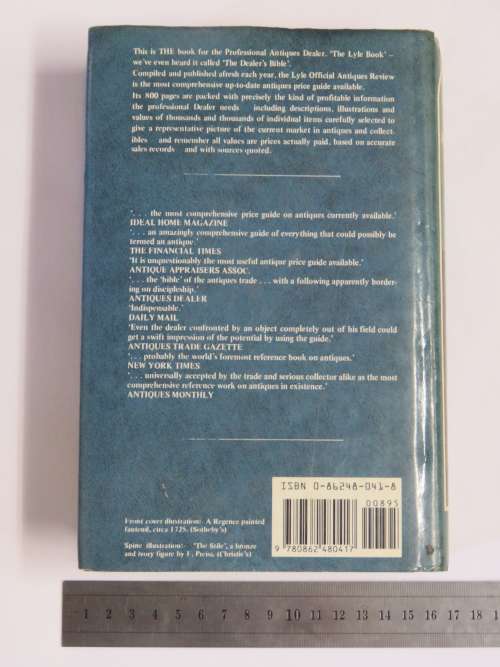 This is THE book for the Professional Antiques Dealer. 'The Lyle Book' –
we've even heard it called 'The Dealer's Bible'.
Compiled and published afresh each year, the Lyle Official Antiques Review
is the most comprehensive up-to-date antiques price guide available.
Its 800 pages are packed with precisely the kind of profitable information
the professional Dealer needs – including descriptions, illustrations and
values of thousands and thousands of individual items carefully selected to
give a representative picture of the current market in antiques and collect-
ibles – and remember all values are prices actually paid, based on accurate
sales records – and with sources quoted.
'. . . the most comprehensive price guide on antiques currently available.'
IDEAL HOME MAGAZINE
'. . . an amazingly comprehensive guide of everything that could possibly be
termed an antique.'
THE FINANCIAL TIMES
'It is unquestionably the most useful antique price guide available.'
ANTIQUE APPRAISERS ASSOC.
'. . . the 'bible' of the antiques trade . . . with a following apparently border-
ing on discipleship.'
ANTIQUES DEALER
'Indispensable.'
DAILY MAIL
'Even the dealer confronted by an object completely out of his field could
get a swift impression of the potential by using the guide.'
ANTIQUES TRADE GAZETTE
'. . . probably the world's foremost reference book on antiques.'
NEW YORK TIMES
'. . . universally accepted by the trade and serious collector alike as the most
comprehensive reference work on antiques in existence.'
ANTIQUES MONTHLY
ISBN 0-86248-041-8
00895
9 780862 480417
Front cover illustration: A Regence painted
fauteuil, circa 1725. (Sotheby's)
Spine illustration: 'The Stile', a bronze
and ivory figure by F. Preiss. (Christie's)
1 2 3 4 5 6 7 8 9 10 11 12 13 14 15 16 17 18